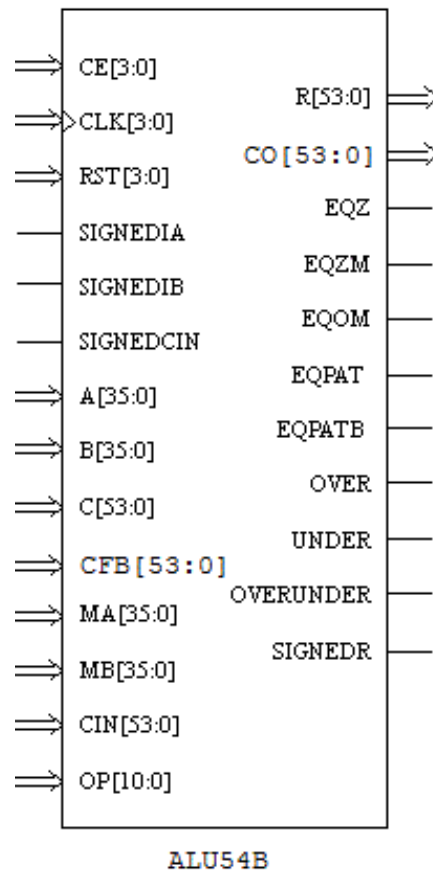 CE[3:0]
CLK[3:0]
RST[3:0]
SIGNEDIA
SIGNEDIB
SIGNEDCIN
A[35:0]
B[35:0]
C[53:0]
CFB[53:0]
MA[35:0]
MB[35:0]
CIN[53:0]
OP[10:0]
R[53:0]
CO[53:0]
EQZ
EQZM
EQOM
EQPAT
EQPATB
OVER
UNDER
OVERUNDER
SIGNEDR
ALU54B